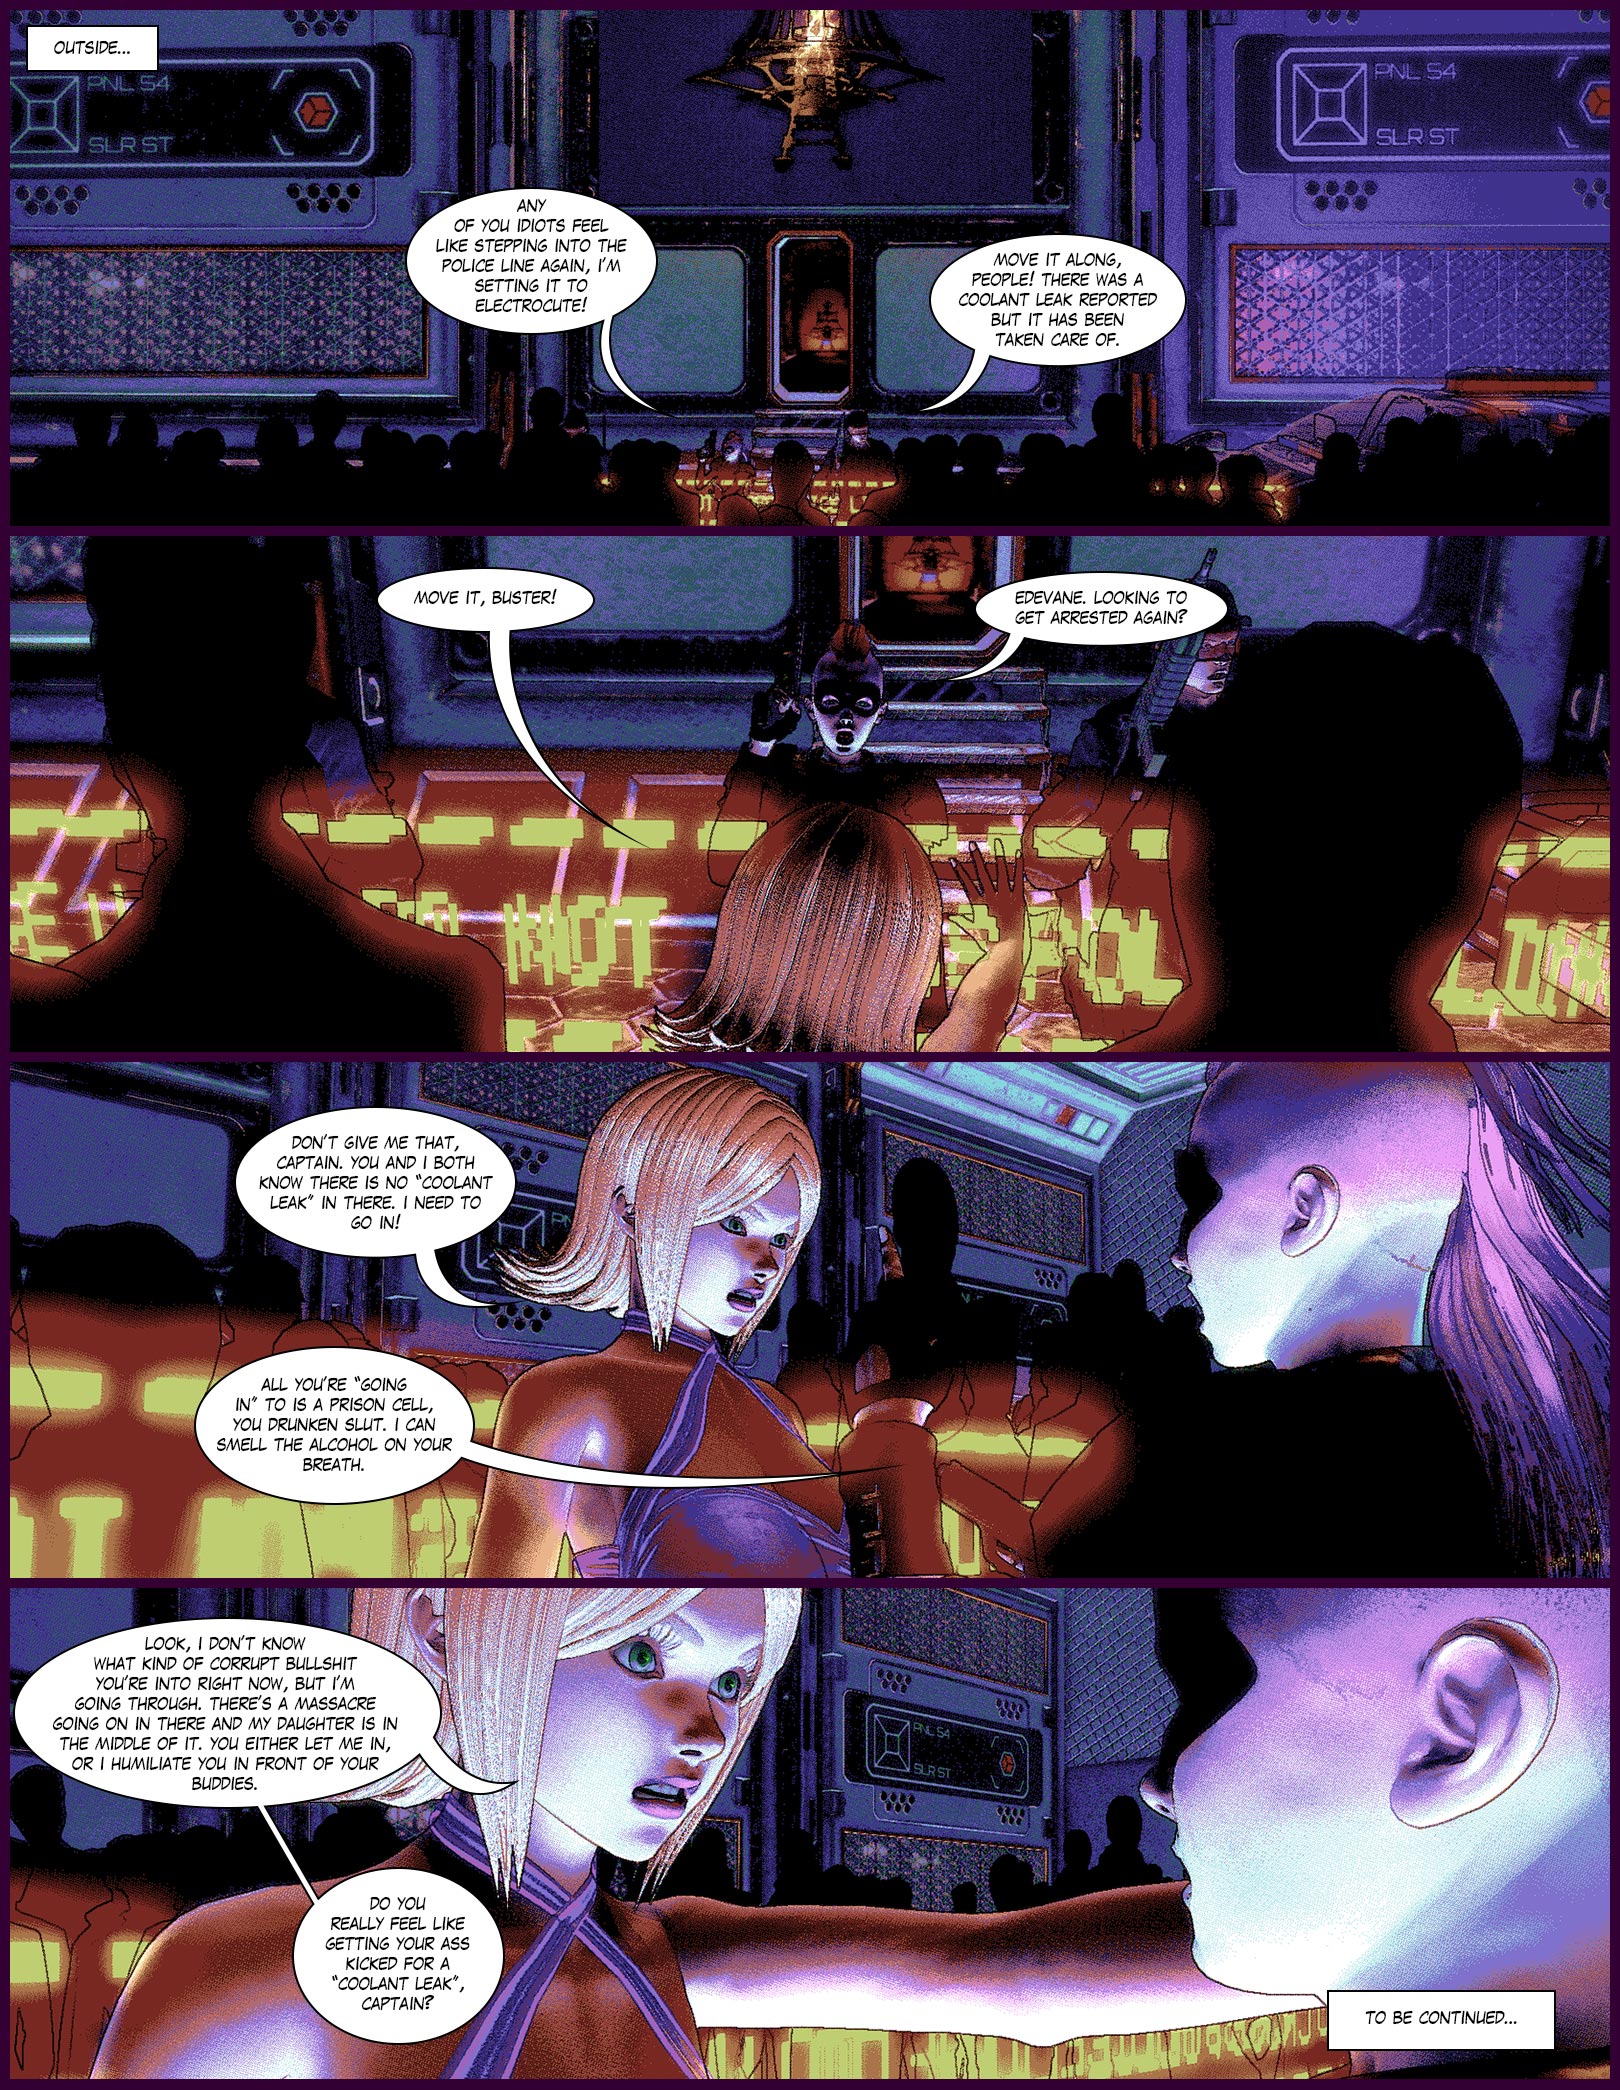 OUTSIDE...
PNL 54
SLR ST
PNL 54
SLR ST
ANY
OF YOU IDIOTS FEEL
LIKE STEPPING INTO THE
POLICE LINE AGAIN, I'M
SETTING IT TO
ELECTROCUTE!
MOVE IT ALONG,
PEOPLE! THERE WAS A
COOLANT LEAK REPORTED
BUT IT HAS BEEN
TAKEN CARE OF.
MOVE IT, BUSTER!
EDEVANE. LOOKING TO
GET ARRESTED AGAIN?
DON'T GIVE ME THAT,
CAPTAIN. YOU AND I BOTH
KNOW THERE IS NO "COOLANT
LEAK" IN THERE. I NEED TO
GO IN!
ALL YOU'RE "GOING
IN" TO IS A PRISON CELL,
YOU DRUNKEN SLUT. I CAN
SMELL THE ALCOHOL ON YOUR
BREATH.
LOOK, I DON'T KNOW
WHAT KIND OF CORRUPT BULLSHIT
YOU'RE INTO RIGHT NOW, BUT I'M
GOING THROUGH. THERE'S A MASSACRE
GOING ON IN THERE AND MY DAUGHTER IS IN
THE MIDDLE OF IT. YOU EITHER LET ME IN,
OR I HUMILIATE YOU IN FRONT OF YOUR
BUDDIES.
PNL 54
SLR ST
DO YOU
REALLY FEEL LIKE
GETTING YOUR ASS
KICKED FOR A
"COOLANT LEAK",
CAPTAIN?
TO BE CONTINUED...